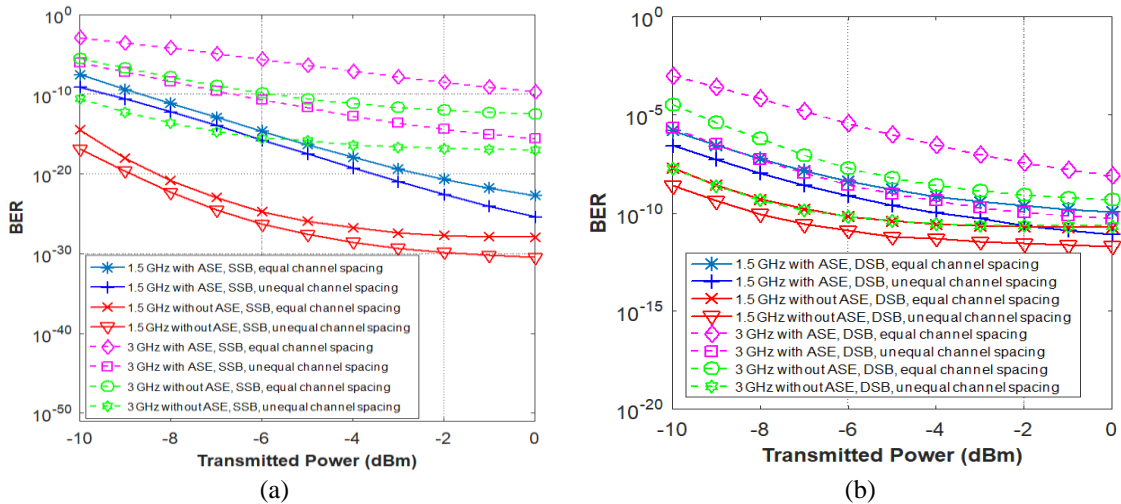 10^0
10^-10
10^-20
10^-30
10^-40
10^-50
BER
1.5 GHz with ASE, SSB, equal channel spacing
1.5 GHz with ASE, SSB, unequal channel spacing
1.5 GHz without ASE, SSB, equal channel spacing
1.5 GHz without ASE, SSB, unequal channel spacing
3 GHz with ASE, SSB, equal channel spacing
3 GHz with ASE, SSB, unequal channel spacing
3 GHz without ASE, SSB, equal channel spacing
3 GHz without ASE, SSB, unequal channel spacing
-10 -8 -6 -4 -2 0
Transmitted Power (dBm)
(a)
10^0
10^-5
10^-10
10^-15
10^-20
BER
1.5 GHz with ASE, DSB, equal channel spacing
1.5 GHz with ASE, DSB, unequal channel spacing
1.5 GHz without ASE, DSB, equal channel spacing
1.5 GHz without ASE, DSB, unequal channel spacing
3 GHz with ASE, DSB, equal channel spacing
3 GHz with ASE, DSB, unequal channel spacing
3 GHz without ASE, DSB, equal channel spacing
3 GHz without ASE, DSB, unequal channel spacing
-10 -8 -6 -4 -2 0
Transmitted Power (dBm)
(b)